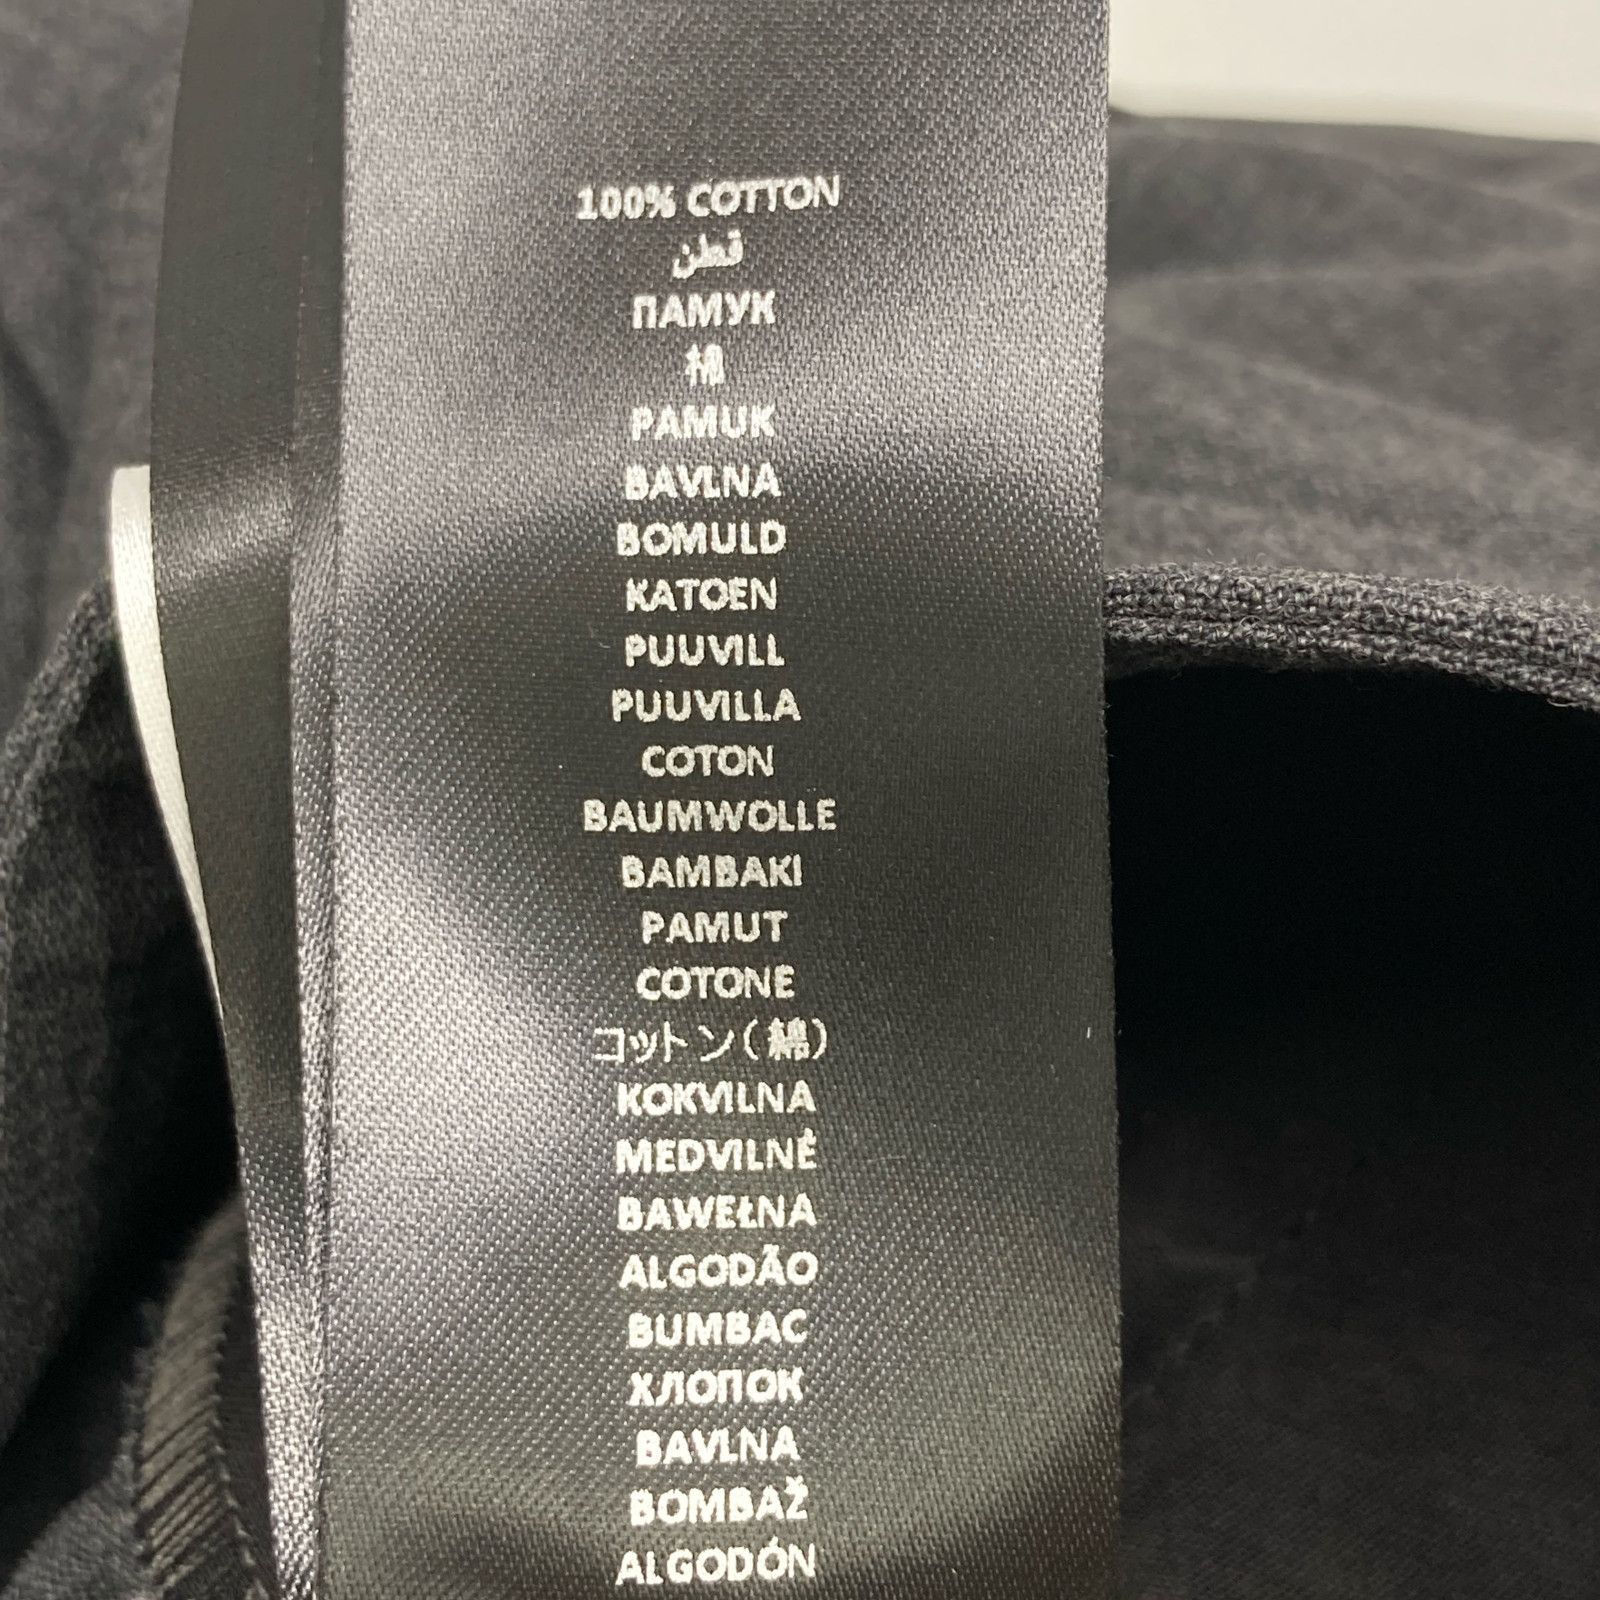 100% COTTON
قطن
ПАМУК
棉
PAMUK
BAVLNA
BOMULD
KATOEN
PUUVILL
PUUVILLA
COTON
BAUMWOLLE
BAMBAKI
PAMUT
COTONE
コットン(綿)
KOKVILNA
MEDVILNĖ
BAWEŁNA
ALGODÃO
BUMBAC
ХЛОПОК
BAVLNA
BOMBAŽ
ALGODÓN